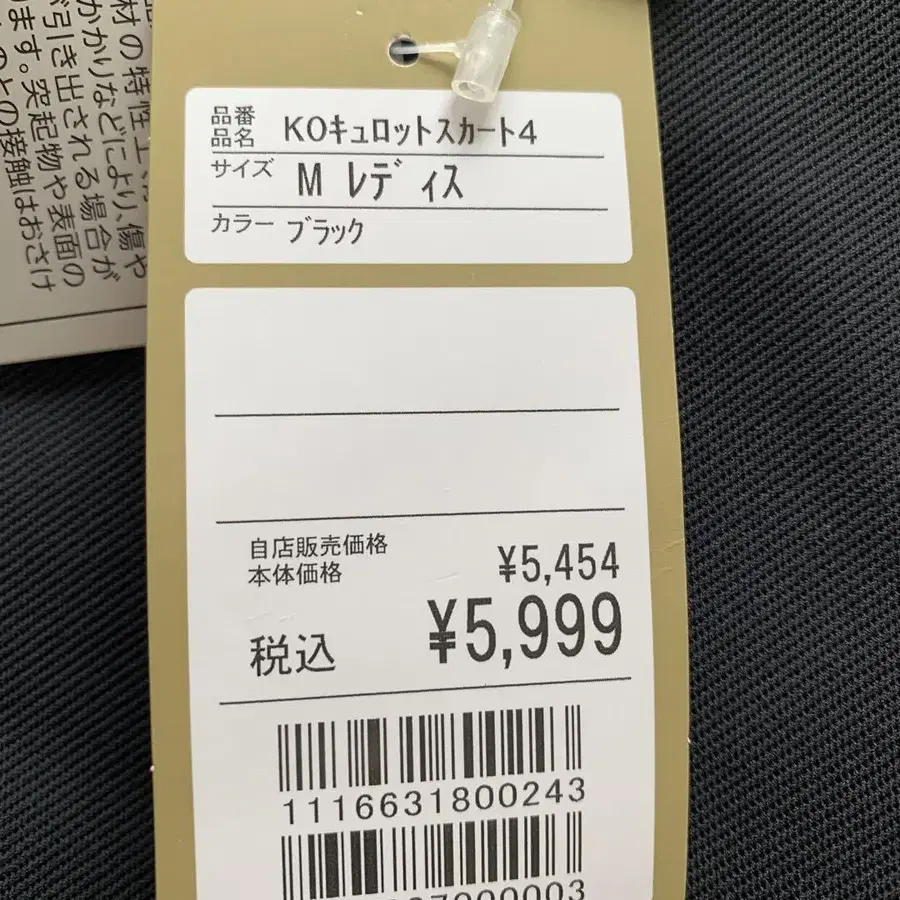 品番
品名 KOキュロットスカート4
サイズ M レディス
カラー ブラック
自店販売価格
本体価格 ¥5,454
税込 ¥5,999
1116631800243
材の特性上、
かかりなどにより、傷や
が引き出される場合が
ります。突起物や表面の
との接触はおさけ